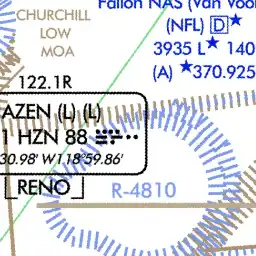 Fallon NAS (Van Voor
(NFL) D★
3935 L★ 140
(A) ★370.925
CHURCHILL
LOW
MOA
122.1R
AZEN (L) (L)
1 HZN 88
30.98' W118°59.86'
RENO
R-4810